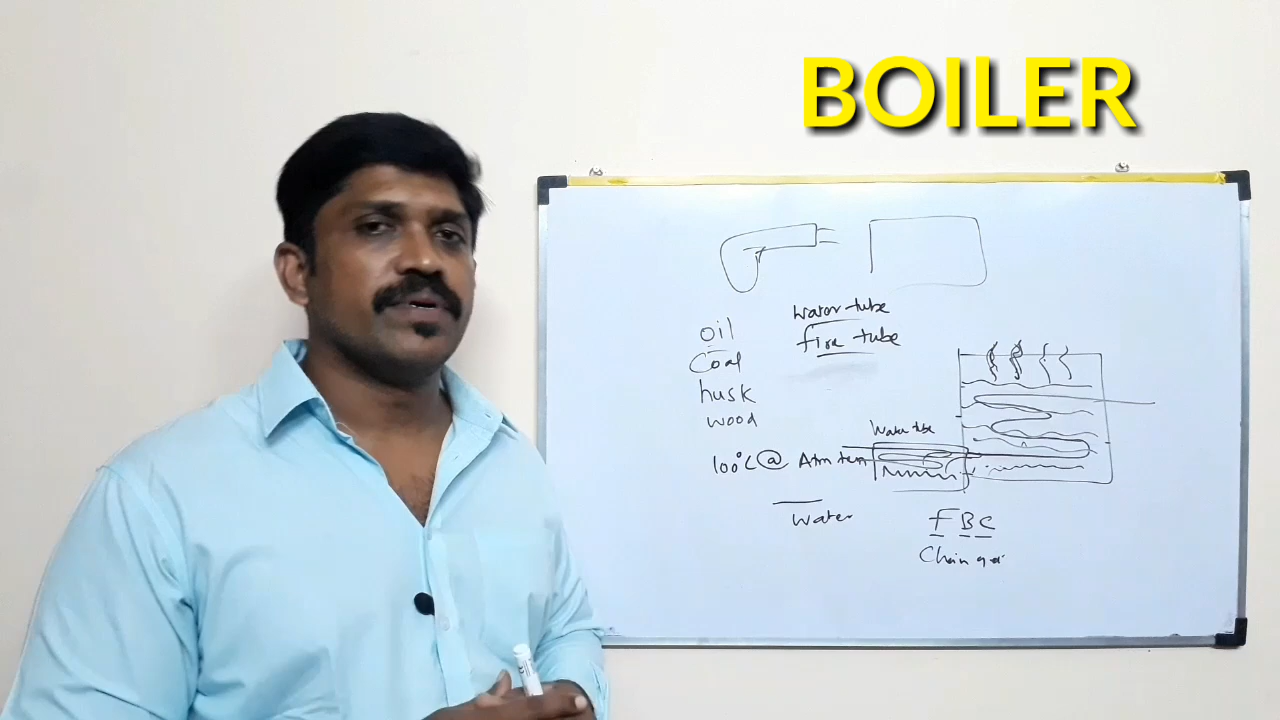 BOILER
water tube
fire tube
oil
Coal
husk
wood
Water tube
100°C @ Atm
water
FBC
Chain